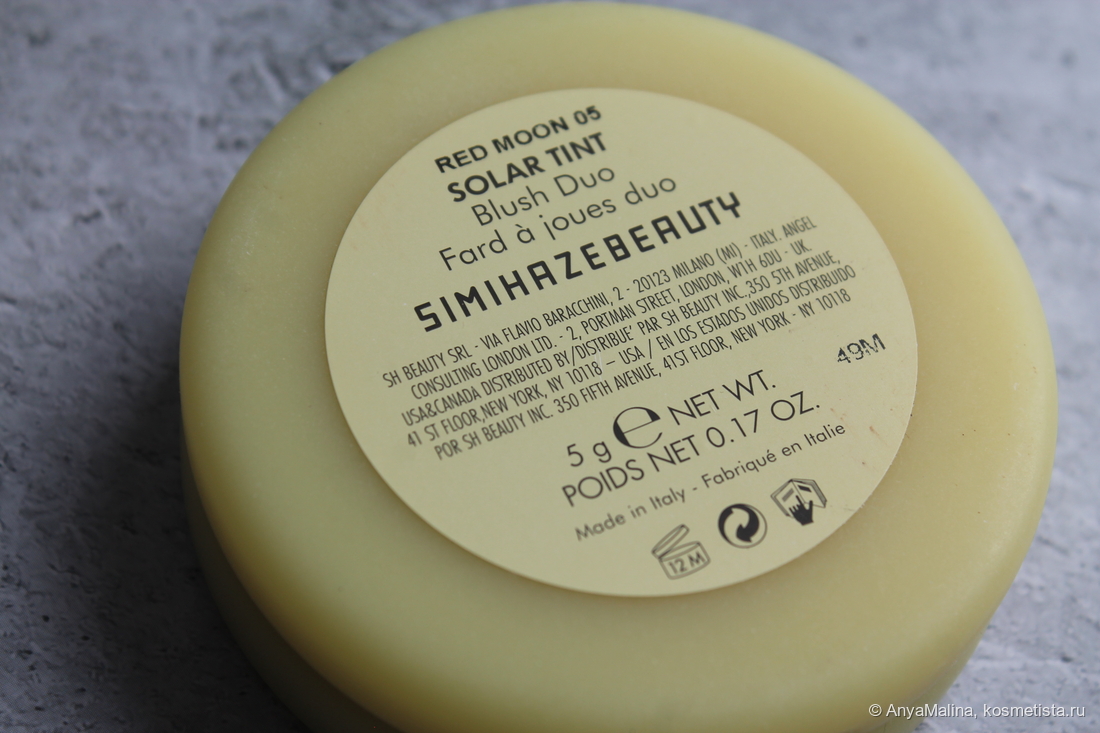 RED MOON 05
SOLAR TINT
Blush Duo
Fard à joues duo
SIMIHAZEBEAUTY
SH BEAUTY SRL - VIA FLAVIO BARACCHINI, 2 - 20123 MILANO (MI) - ITALY. ANGEL
CONSULTING LONDON LTD. - 2, PORTMAN STREET, LONDON, W1H 6DU - UK.
USA&CANADA DISTRIBUTED BY/DISTRIBUE' PAR SH BEAUTY INC.,350 5TH AVENUE,
41 ST FLOOR,NEW YORK, NY 10118 – USA / EN LOS ESTADOS UNIDOS DISTRIBUIDO
POR SH BEAUTY INC. 350 FIFTH AVENUE, 41ST FLOOR, NEW YORK - NY 10118
49M
5 g ℮ NET WT.
POIDS NET 0.17 OZ.
Made in Italy - Fabriqué en Italie
12 M
© AnyaMalina, kosmetista.ru